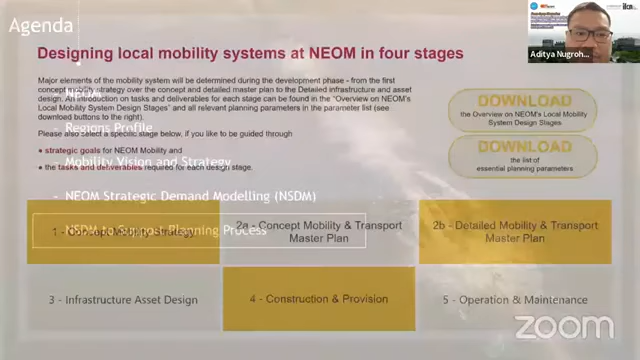 Agenda
Designing local mobility systems at NEOM in four stages
Major elements of the mobility system will be determined during the development phase - from the first
concept mobility strategy over the concept and detailed master plan to the Detailed infrastructure and asset
design. An introduction on tasks and deliverables for each stage can be found in the "Overview on NEOM's
Local Mobility System Design Stages" and all relevant planning parameters in the parameter list (see
download buttons to the right).
Please also select a specific stage below, if you like to be guided through
• strategic goals for NEOM Mobility and
• the tasks and deliverables required for each design stage.
- NEOM
- Regions Profile
- Mobility Vision and Strategy
- NEOM Strategic Demand Modelling (NSDM)
- NSDM to Support Planning Process
DOWNLOAD
the Overview on NEOM's Local Mobility
System Design Stages
DOWNLOAD
the list of
essential planning parameters
1 - Concept Mobility Strategy
2a - Concept Mobility & Transport
Master Plan
2b - Detailed Mobility & Transport
Master Plan
3 - Infrastructure Asset Design
4 - Construction & Provision
5 - Operation & Maintenance
Aditya Nugroh...
zoom